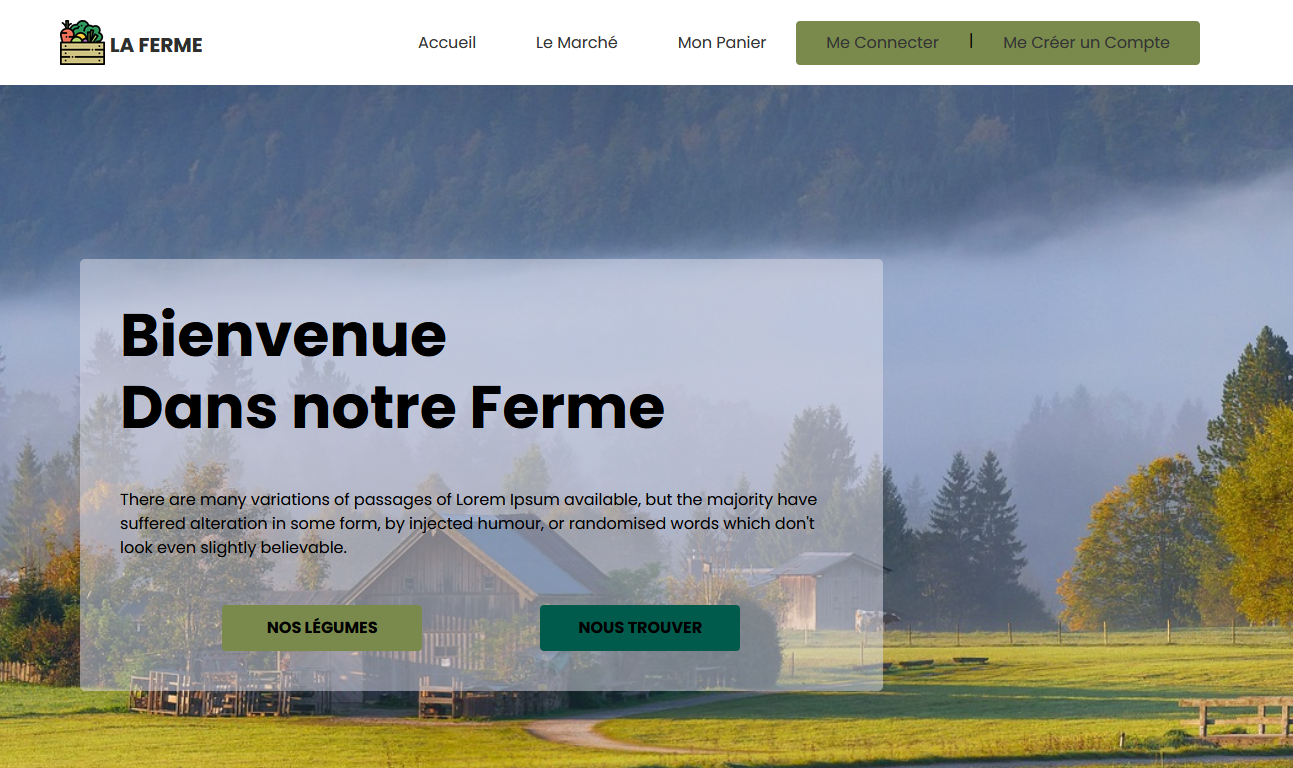 LA FERME
Accueil
Le Marché
Mon Panier
Me Connecter | Me Créer un Compte
Bienvenue
Dans notre Ferme
There are many variations of passages of Lorem Ipsum available, but the majority have
suffered alteration in some form, by injected humour, or randomised words which don't
look even slightly believable.
NOS LÉGUMES
NOUS TROUVER